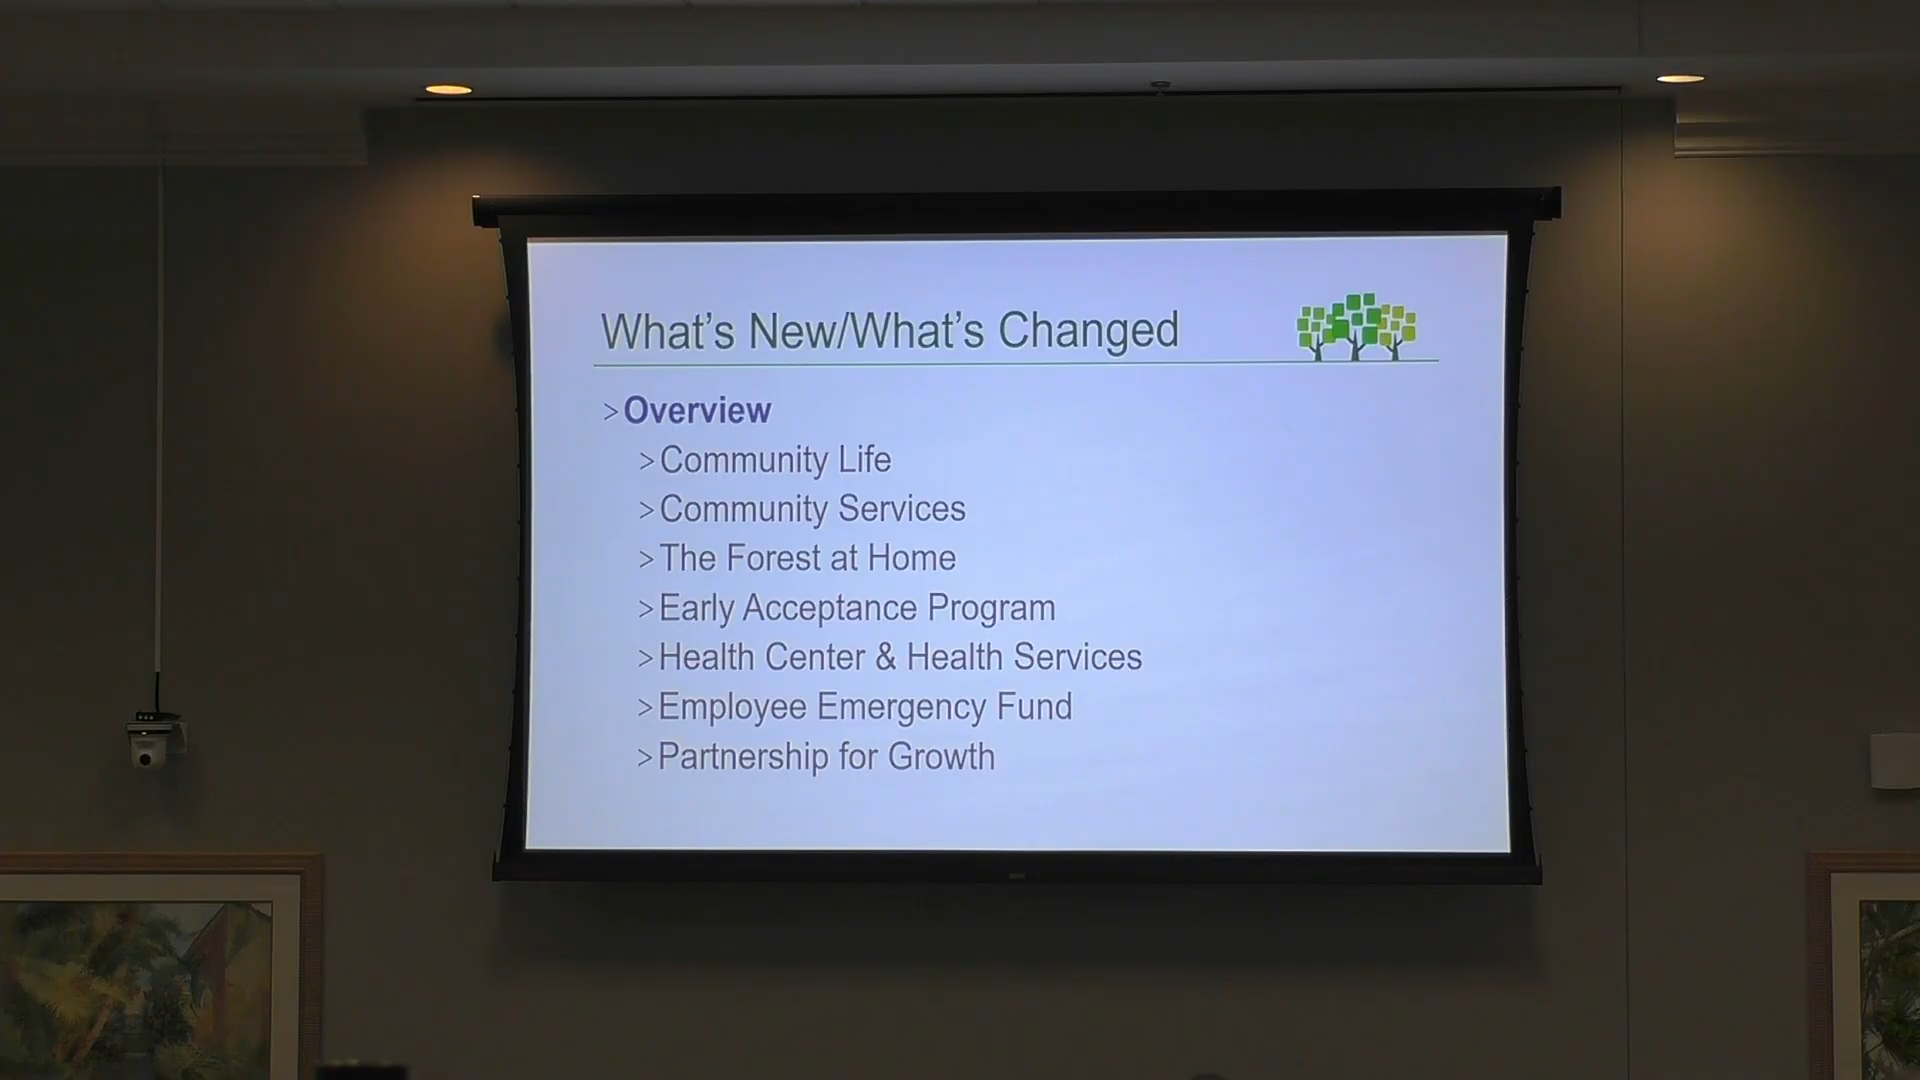 What's New/What's Changed
>Overview
>Community Life
>Community Services
>The Forest at Home
>Early Acceptance Program
>Health Center & Health Services
>Employee Emergency Fund
>Partnership for Growth